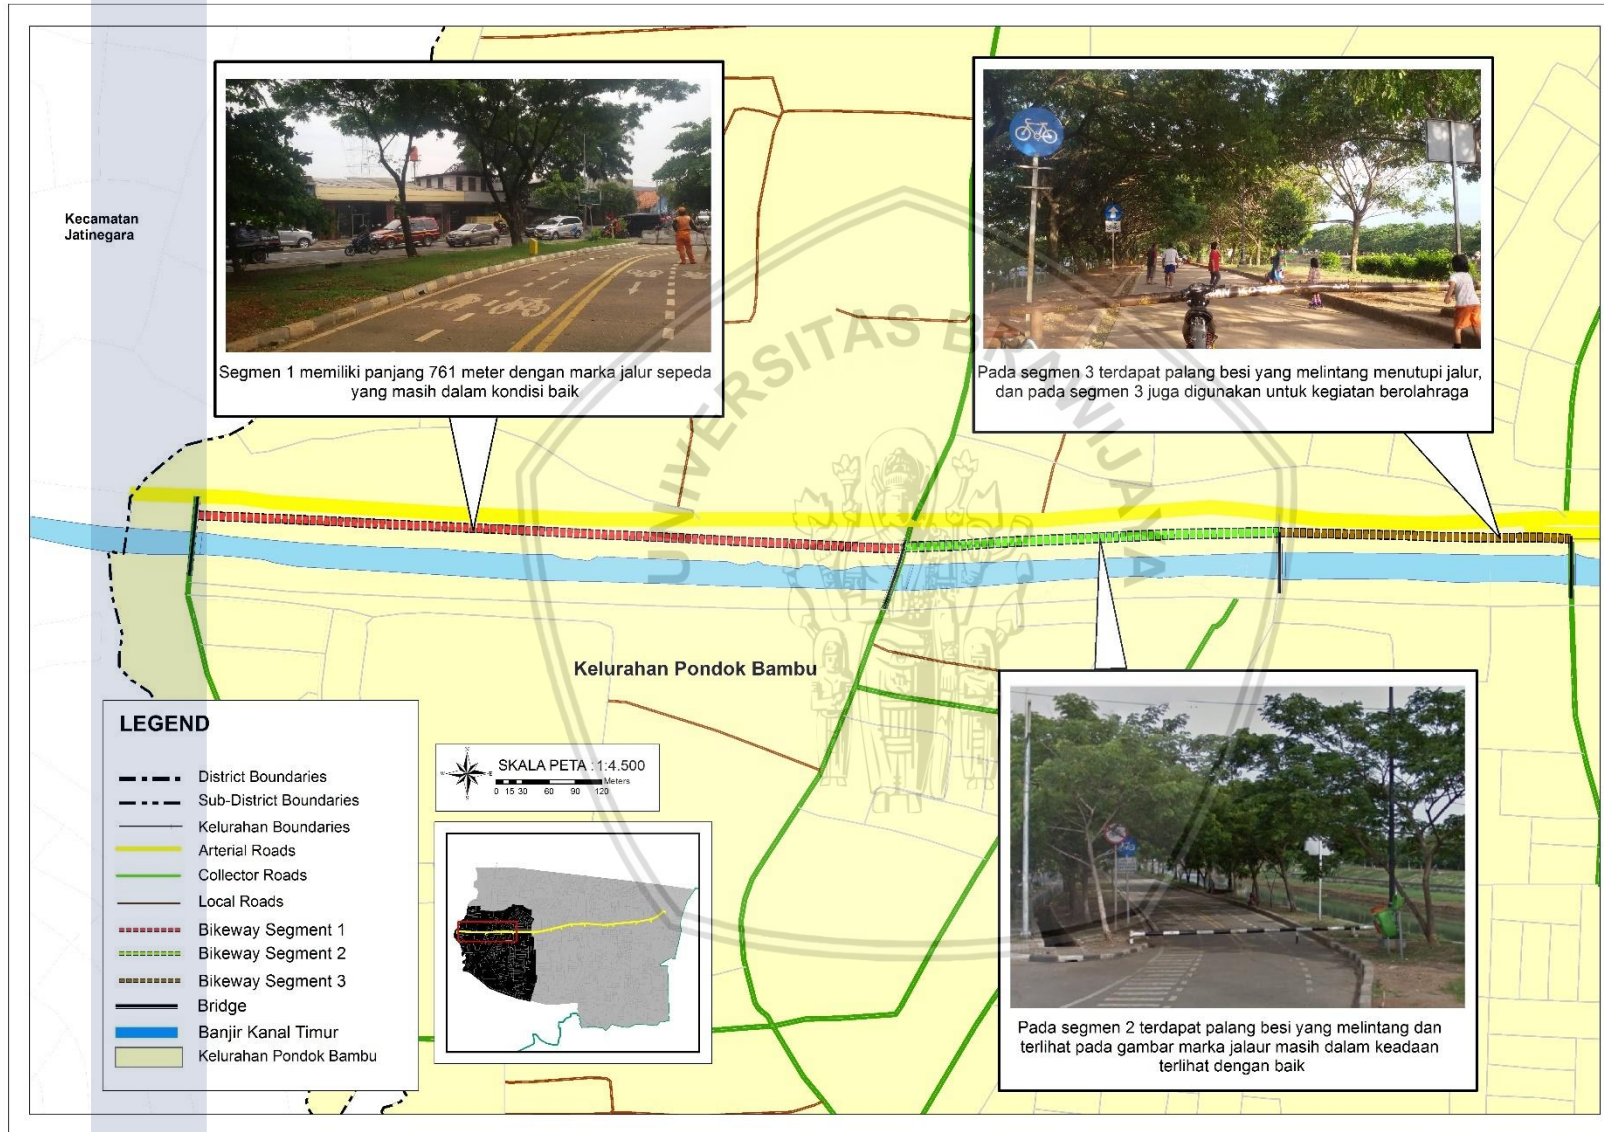 Kecamatan
Jatinegara
Segmen 1 memiliki panjang 761 meter dengan marka jalur sepeda
yang masih dalam kondisi baik
Pada segmen 3 terdapat palang besi yang melintang menutupi jalur,
dan pada segmen 3 juga digunakan untuk kegiatan berolahraga
UNIVERSITAS BRAWIJAYA
Kelurahan Pondok Bambu
LEGEND
District Boundaries
Sub-District Boundaries
Kelurahan Boundaries
Arterial Roads
Collector Roads
Local Roads
Bikeway Segment 1
Bikeway Segment 2
Bikeway Segment 3
Bridge
Banjir Kanal Timur
Kelurahan Pondok Bambu
SKALA PETA : 1:4.500
Meters
0 15 30 60 90 120
Pada segmen 2 terdapat palang besi yang melintang dan
terlihat pada gambar marka jalaur masih dalam keadaan
terlihat dengan baik